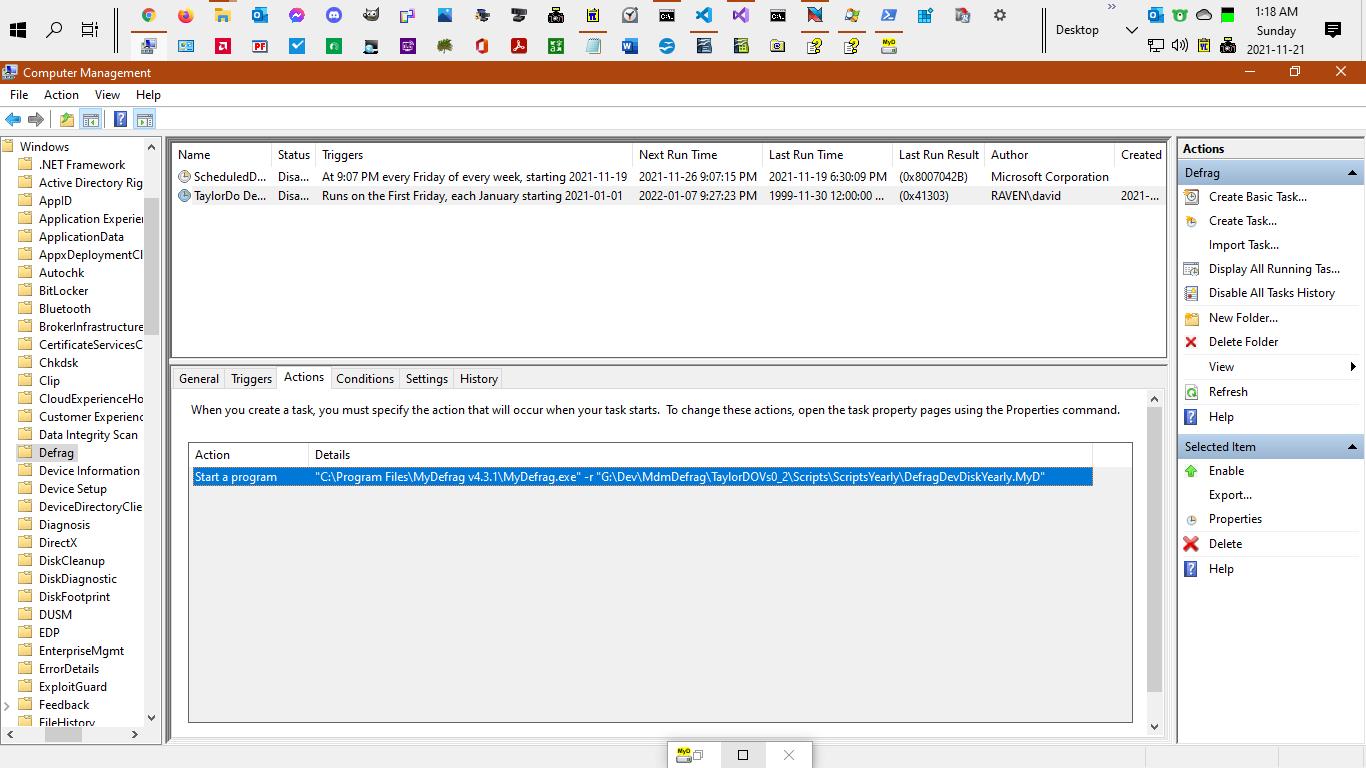 Desktop
»
1:18 AM
Sunday
2021-11-21
Computer Management
File Action View Help
Windows
.NET Framework
Active Directory Rig
AppID
Application Experier
ApplicationData
AppxDeploymentCl
Autochk
BitLocker
Bluetooth
BrokerInfrastructure
CertificateServicesC
Chkdsk
Clip
CloudExperienceHo
Customer Experienc
Data Integrity Scan
Defrag
Device Information
Device Setup
DeviceDirectoryClie
Diagnosis
DirectX
DiskCleanup
DiskDiagnostic
DiskFootprint
DUSM
EDP
EnterpriseMgmt
ErrorDetails
ExploitGuard
Feedback
FileHistory
Name Status Triggers Next Run Time Last Run Time Last Run Result Author Created
ScheduledD... Disa... At 9:07 PM every Friday of every week, starting 2021-11-19 2021-11-26 9:07:15 PM 2021-11-19 6:30:09 PM (0x8007042B) Microsoft Corporation
TaylorDo De... Disa... Runs on the First Friday, each January starting 2021-01-01 2022-01-07 9:27:23 PM 1999-11-30 12:00:00 ... (0x41303) RAVEN\david 2021-...
General Triggers Actions Conditions Settings History
When you create a task, you must specify the action that will occur when your task starts. To change these actions, open the task property pages using the Properties command.
Action Details
Start a program "C:\Program Files\MyDefrag v4.3.1\MyDefrag.exe" -r "G:\Dev\MdmDefrag\TaylorDOVs0_2\Scripts\ScriptsYearly\DefragDevDiskYearly.MyD"
Actions
Defrag
Create Basic Task...
Create Task...
Import Task...
Display All Running Tas...
Disable All Tasks History
New Folder...
Delete Folder
View
Refresh
Help
Selected Item
Enable
Export...
Properties
Delete
Help
MyD